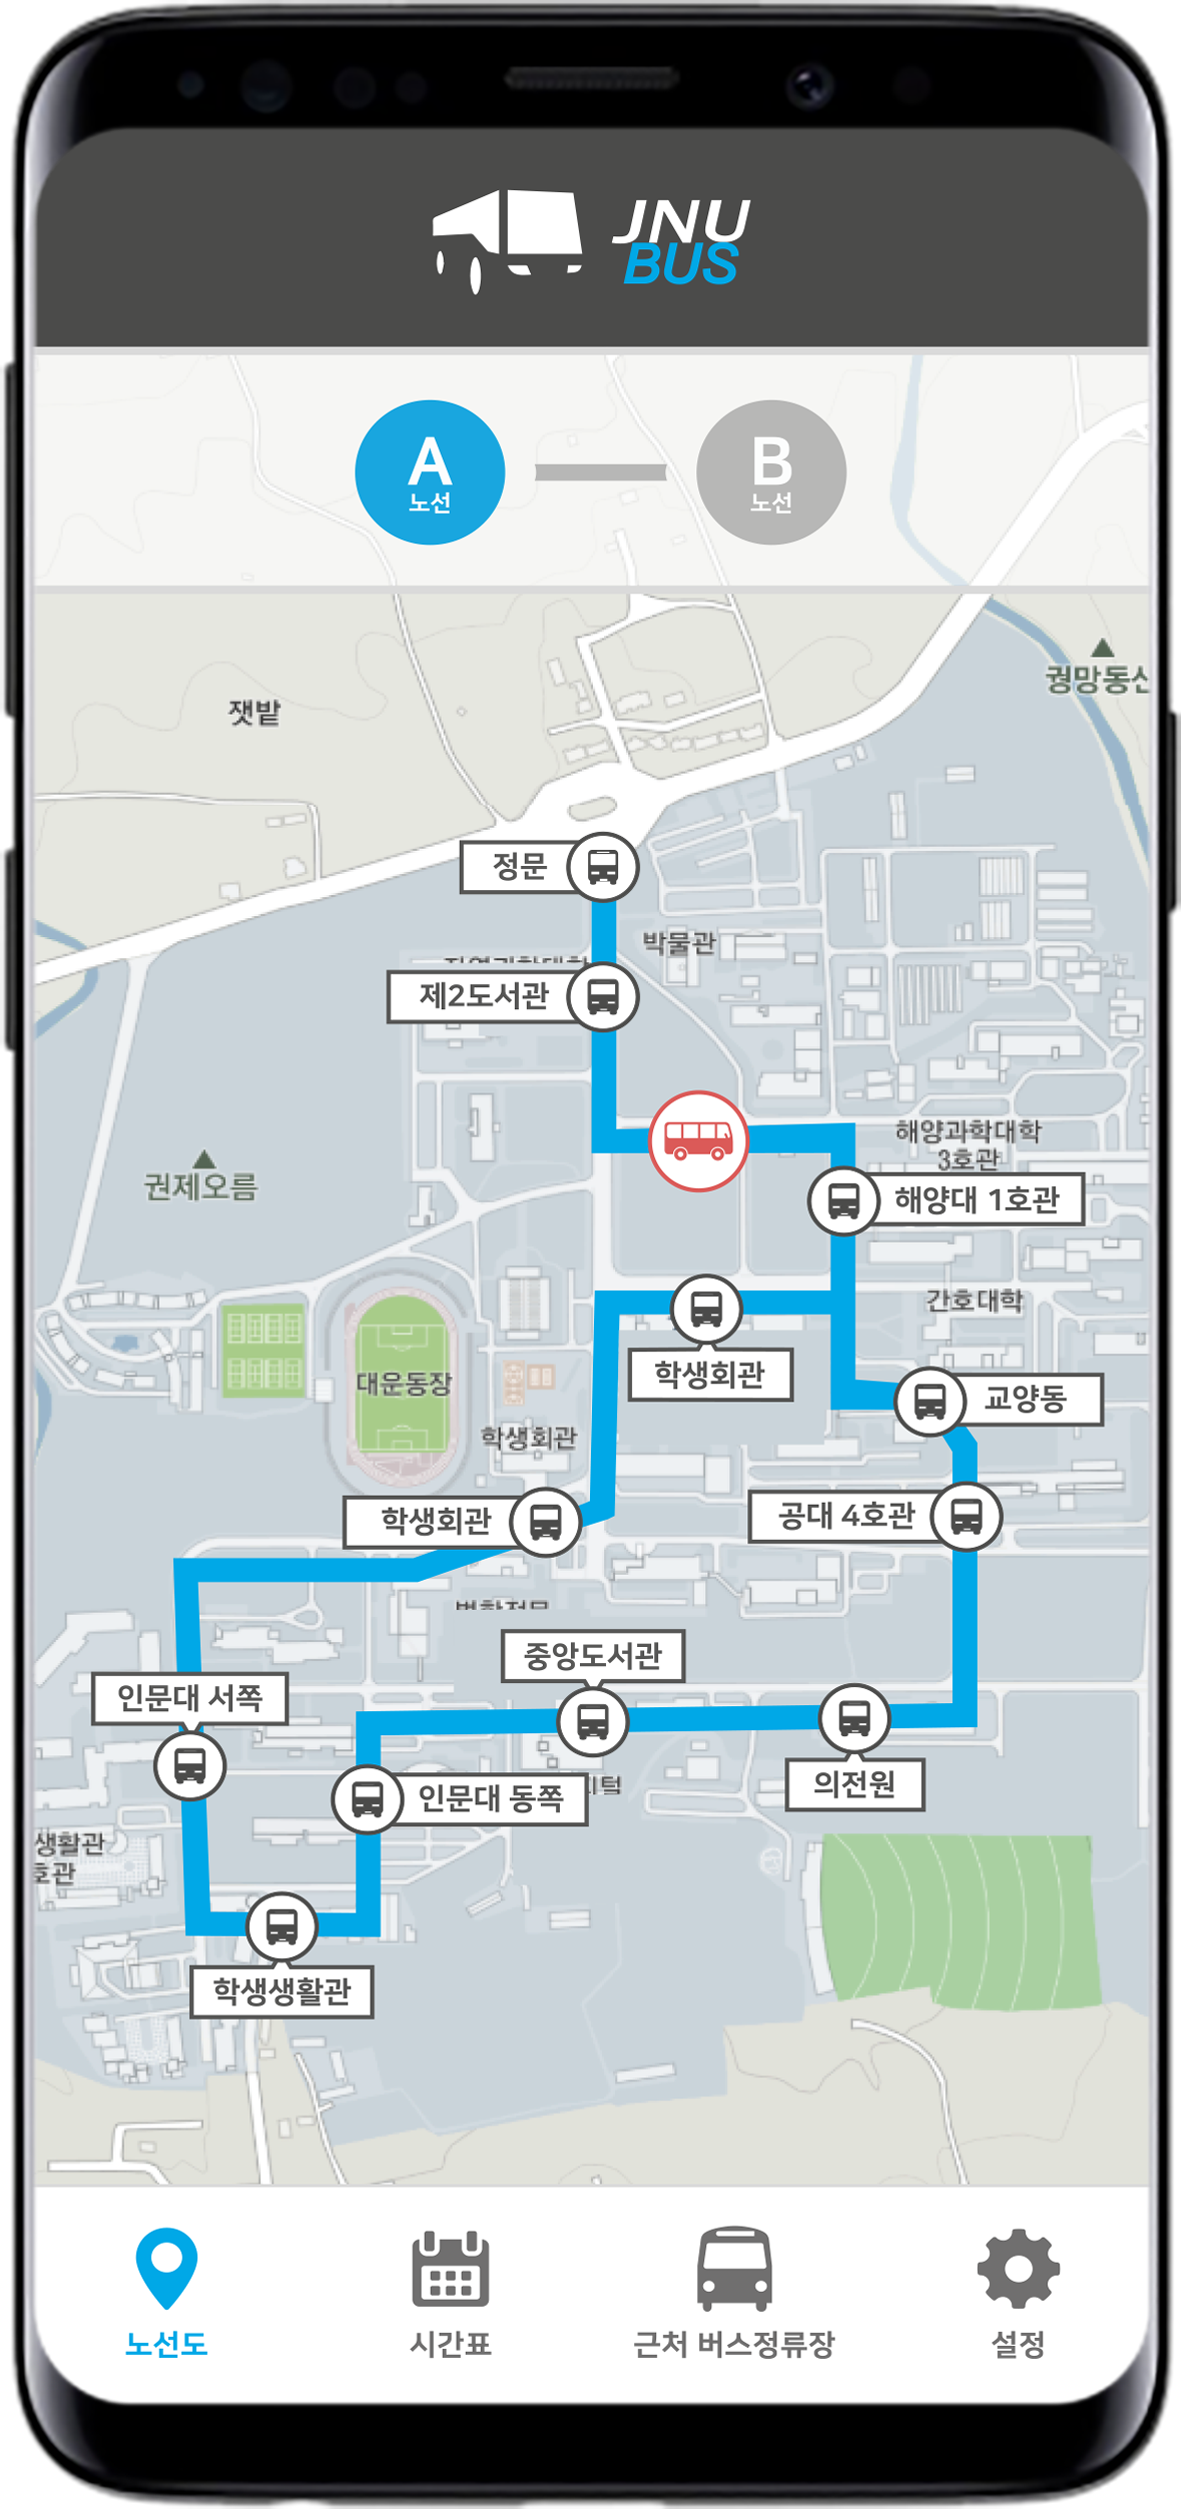 JNU
BUS
A
노선
B
노선
권망동산
잿밭
정문
박물관
제2도서관
해양과학대학
3호관
권제오름
해양대 1호관
간호대학
학생회관
대운동장
교양동
학생회관
학생회관
공대 4호관
중앙도서관
인문대 서쪽
의전원
인문대 동쪽
생활관
호관
학생생활관
노선도
시간표
근처 버스정류장
설정